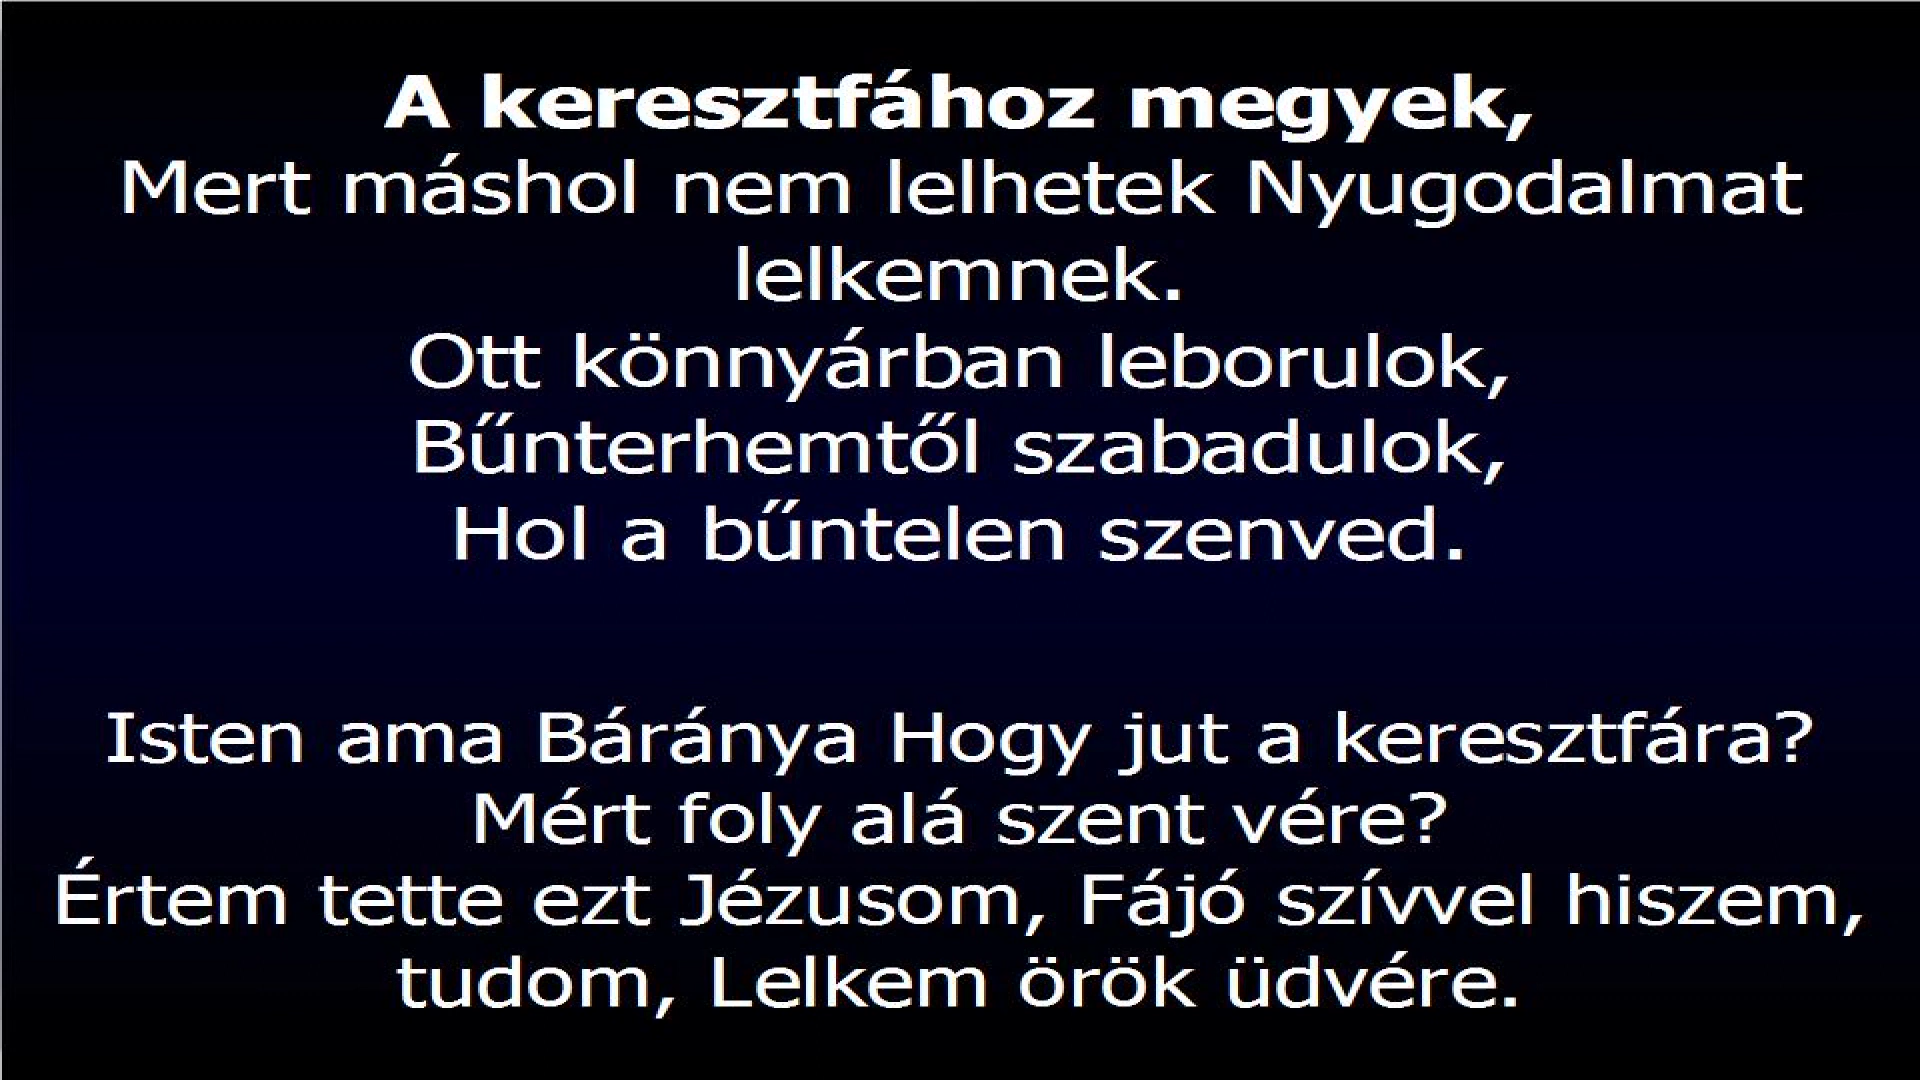 A keresztfához megyek,
Mert máshol nem lelhetek Nyugodalmat
lelkemnek.
Ott könnyárban leborulok,
Bűnterhemtől szabadulok,
Hol a bűntelen szenved.
Isten ama Báránya Hogy jut a keresztfára?
Mért foly alá szent vére?
Értem tette ezt Jézusom, Fájó szívvel hiszem,
tudom, Lelkem örök üdvére.